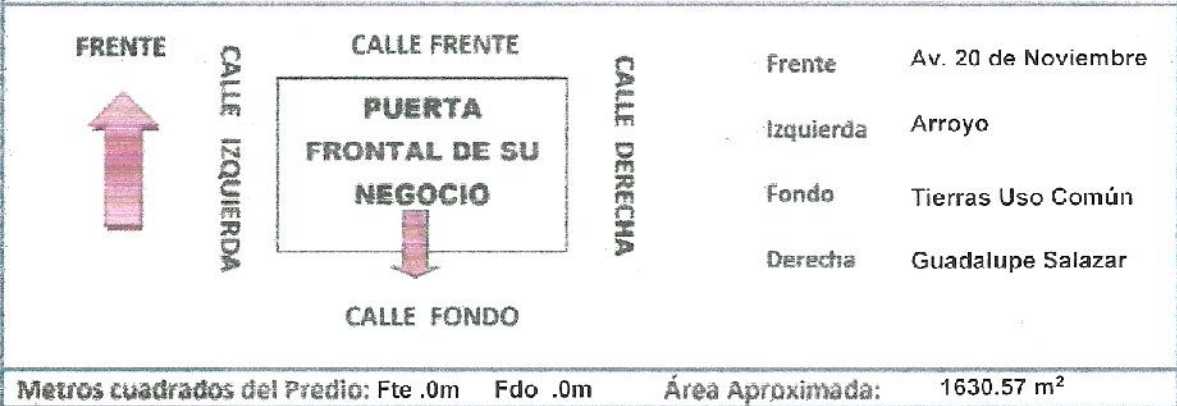 FRENTE
CALLE IZQUIERDA
CALLE FRENTE
PUERTA
FRONTAL DE SU
NEGOCIO
CALLE DERECHA
CALLE FONDO
Frente Av. 20 de Noviembre
Izquierda Arroyo
Fondo Tierras Uso Común
Derecha Guadalupe Salazar
Metros cuadrados del Predio: Fte .0m Fdo .0m Área Aproximada: 1630.57 m²